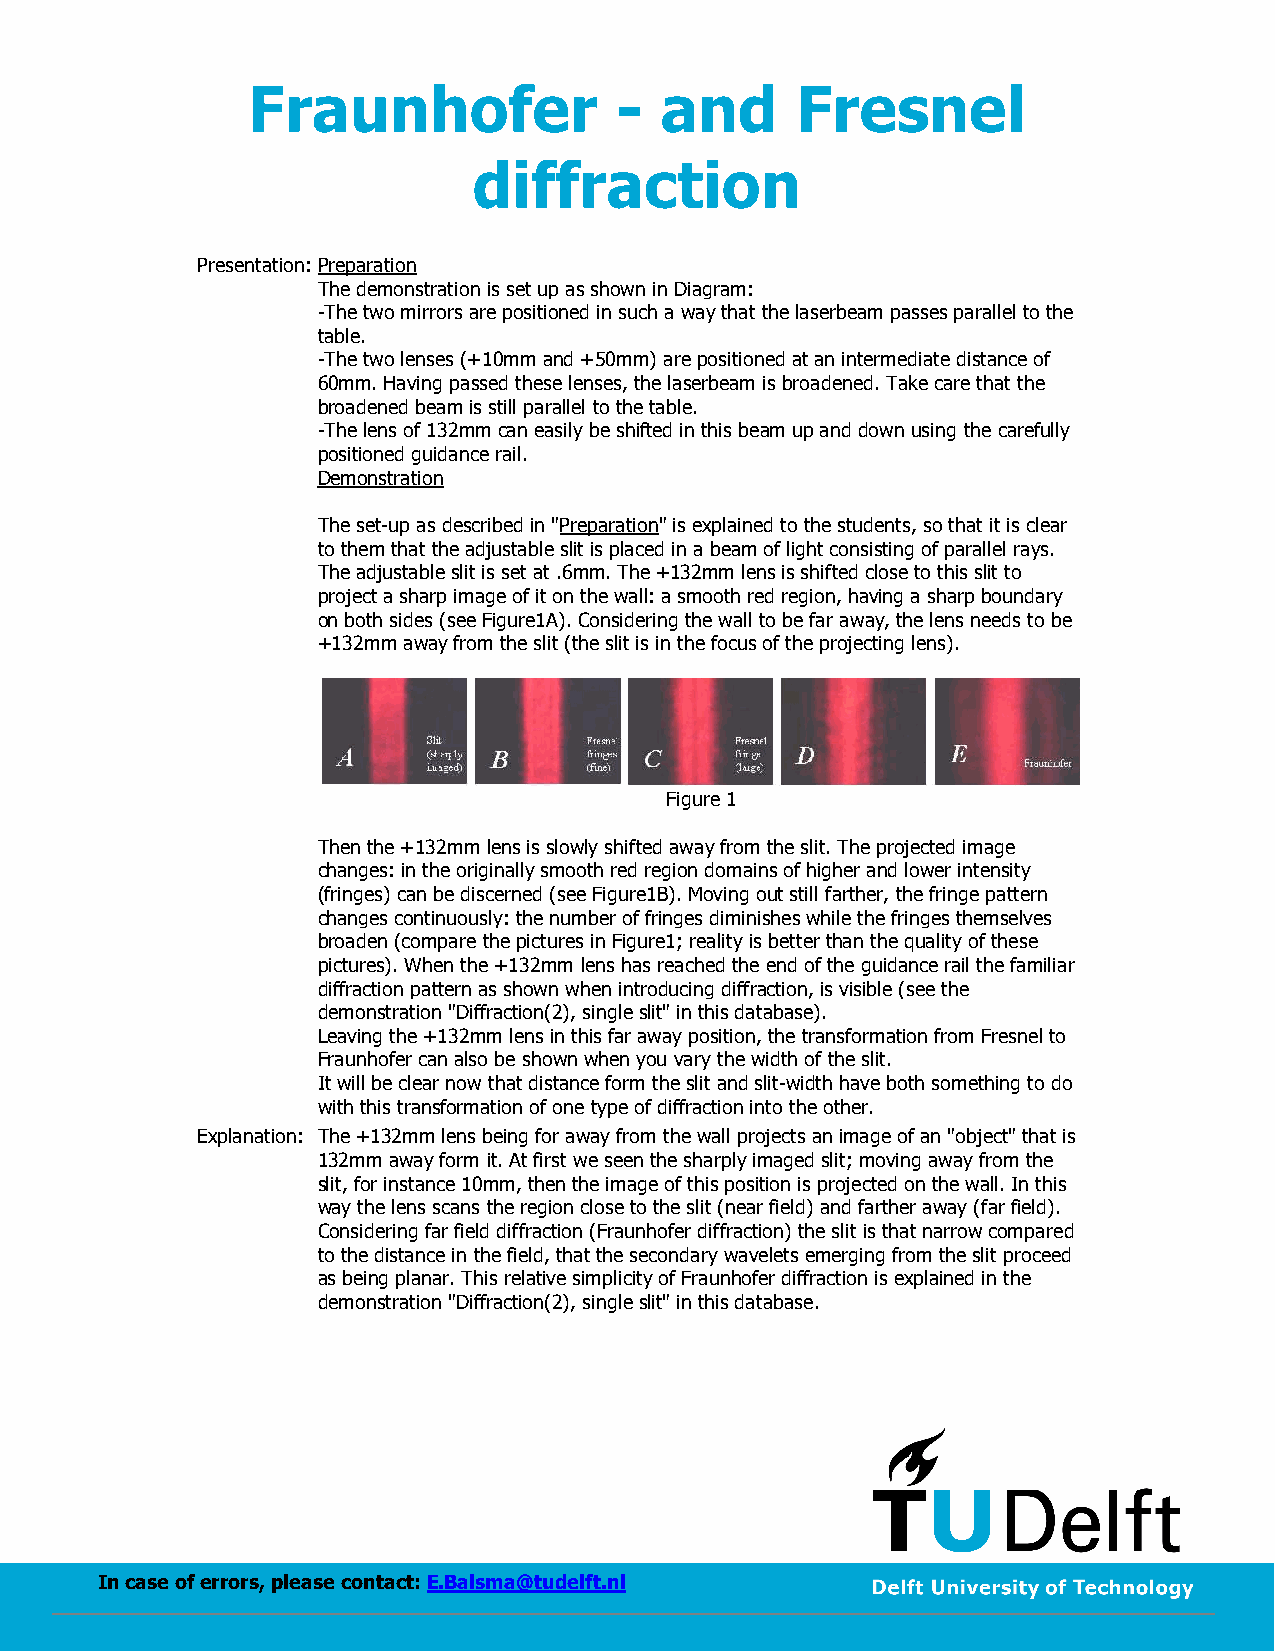 Fraunhofer - and Fresnel
diffraction
Presentation: Preparation
The demonstration is set up as shown in Diagram:
-The two mirrors are positioned in such a way that the laserbeam passes parallel to the
table.
-The two lenses (+10mm and +50mm) are positioned at an intermediate distance of
60mm. Having passed these lenses, the laserbeam is broadened. Take care that the
broadened beam is still parallel to the table.
-The lens of 132mm can easily be shifted in this beam up and down using the carefully
positioned guidance rail.
Demonstration
The set-up as described in "Preparation" is explained to the students, so that it is clear
to them that the adjustable slit is placed in a beam of light consisting of parallel rays.
The adjustable slit is set at .6mm. The +132mm lens is shifted close to this slit to
project a sharp image of it on the wall: a smooth red region, having a sharp boundary
on both sides (see Figure1A). Considering the wall to be far away, the lens needs to be
+132mm away from the slit (the slit is in the focus of the projecting lens).
A
Slit
(sharply
imaged)
B
Fresnel
fringes
(fine)
C
Fresnel
fringe
(large)
D
E
Fraunhofer
Figure 1
Then the +132mm lens is slowly shifted away from the slit. The projected image
changes: in the originally smooth red region domains of higher and lower intensity
(fringes) can be discerned (see Figure1B). Moving out still farther, the fringe pattern
changes continuously: the number of fringes diminishes while the fringes themselves
broaden (compare the pictures in Figure1; reality is better than the quality of these
pictures). When the +132mm lens has reached the end of the guidance rail the familiar
diffraction pattern as shown when introducing diffraction, is visible (see the
demonstration "Diffraction(2), single slit" in this database).
Leaving the +132mm lens in this far away position, the transformation from Fresnel to
Fraunhofer can also be shown when you vary the width of the slit.
It will be clear now that distance form the slit and slit-width have both something to do
with this transformation of one type of diffraction into the other.
Explanation: The +132mm lens being for away from the wall projects an image of an "object" that is
132mm away form it. At first we seen the sharply imaged slit; moving away from the
slit, for instance 10mm, then the image of this position is projected on the wall. In this
way the lens scans the region close to the slit (near field) and farther away (far field).
Considering far field diffraction (Fraunhofer diffraction) the slit is that narrow compared
to the distance in the field, that the secondary wavelets emerging from the slit proceed
as being planar. This relative simplicity of Fraunhofer diffraction is explained in the
demonstration "Diffraction(2), single slit" in this database.
TUDelft
In case of errors, please contact: E.Balsma@tudelft.nl
Delft University of Technology